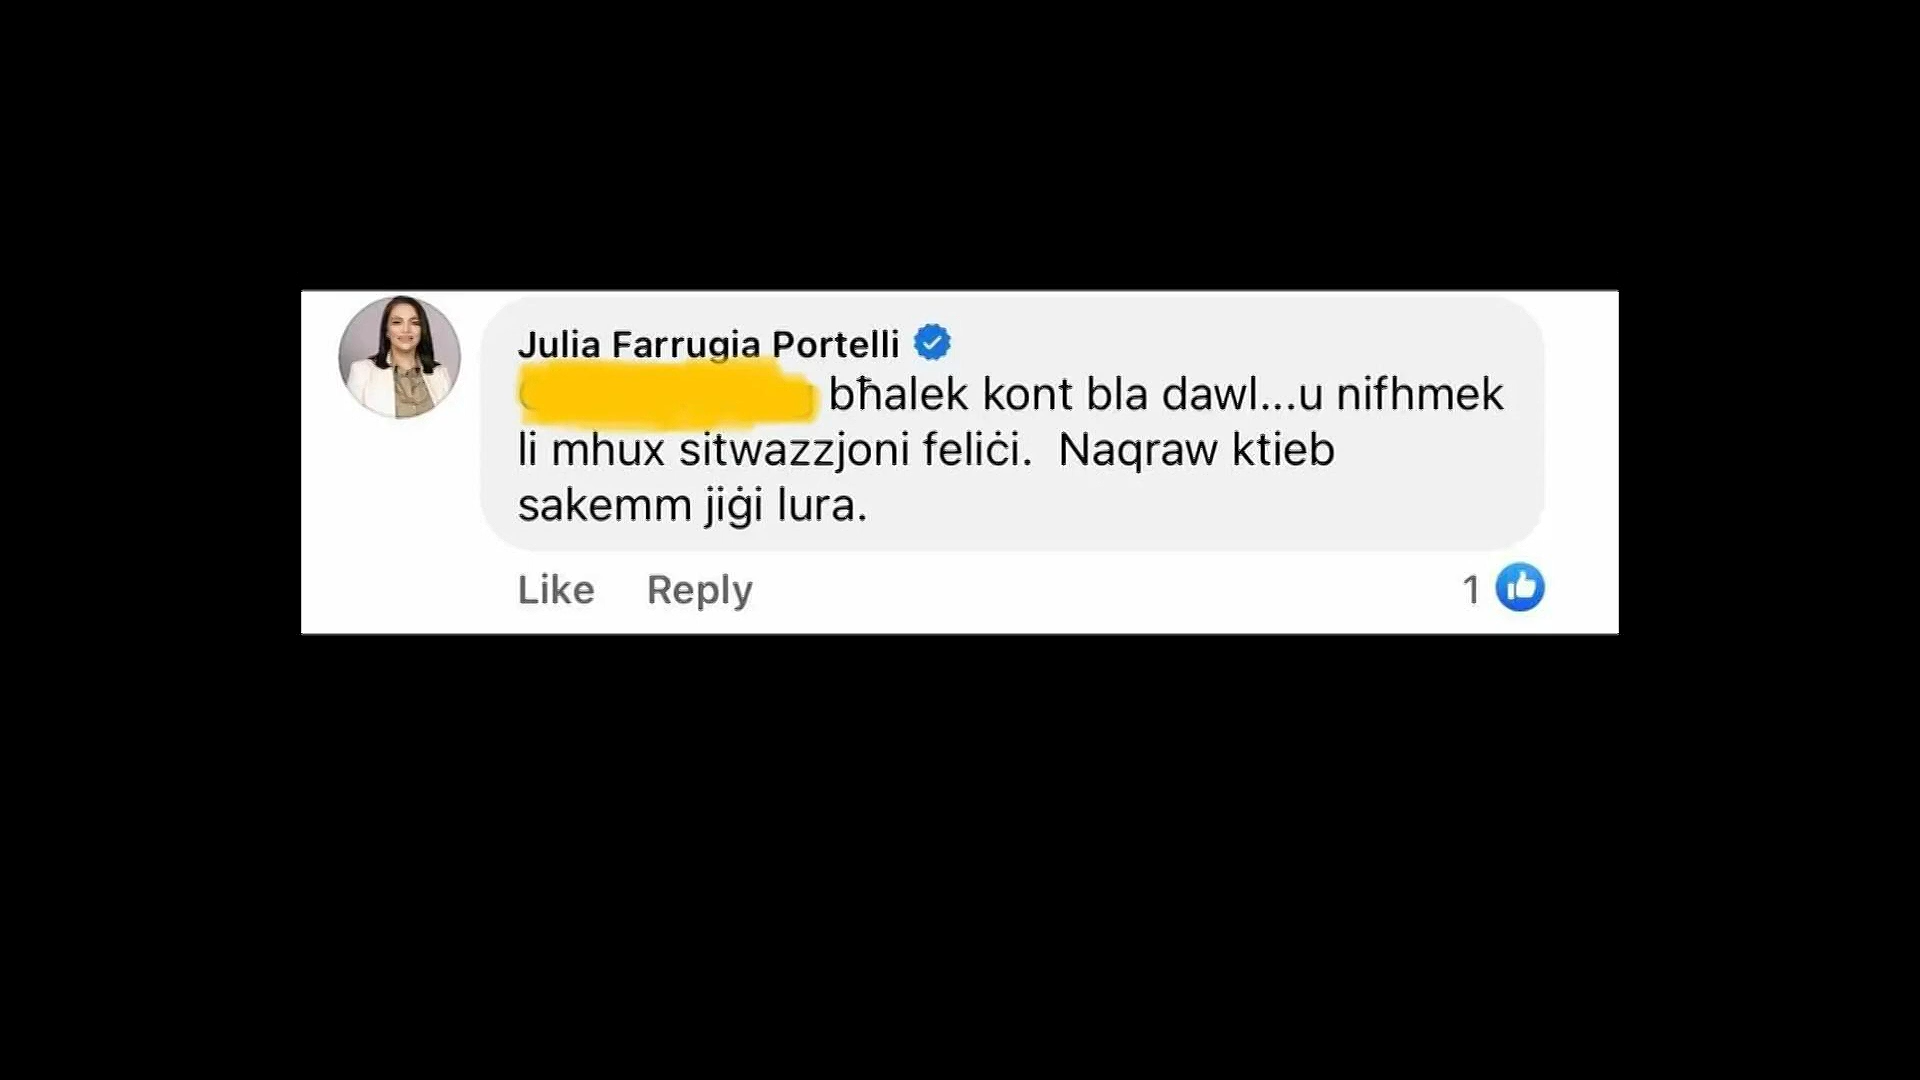 Julia Farrugia Portelli
bħalek kont bla dawl...u nifhmek
li mhux sitwazzjoni feliċi.  Naqraw ktieb
sakemm jiġi lura.
Like Reply 1